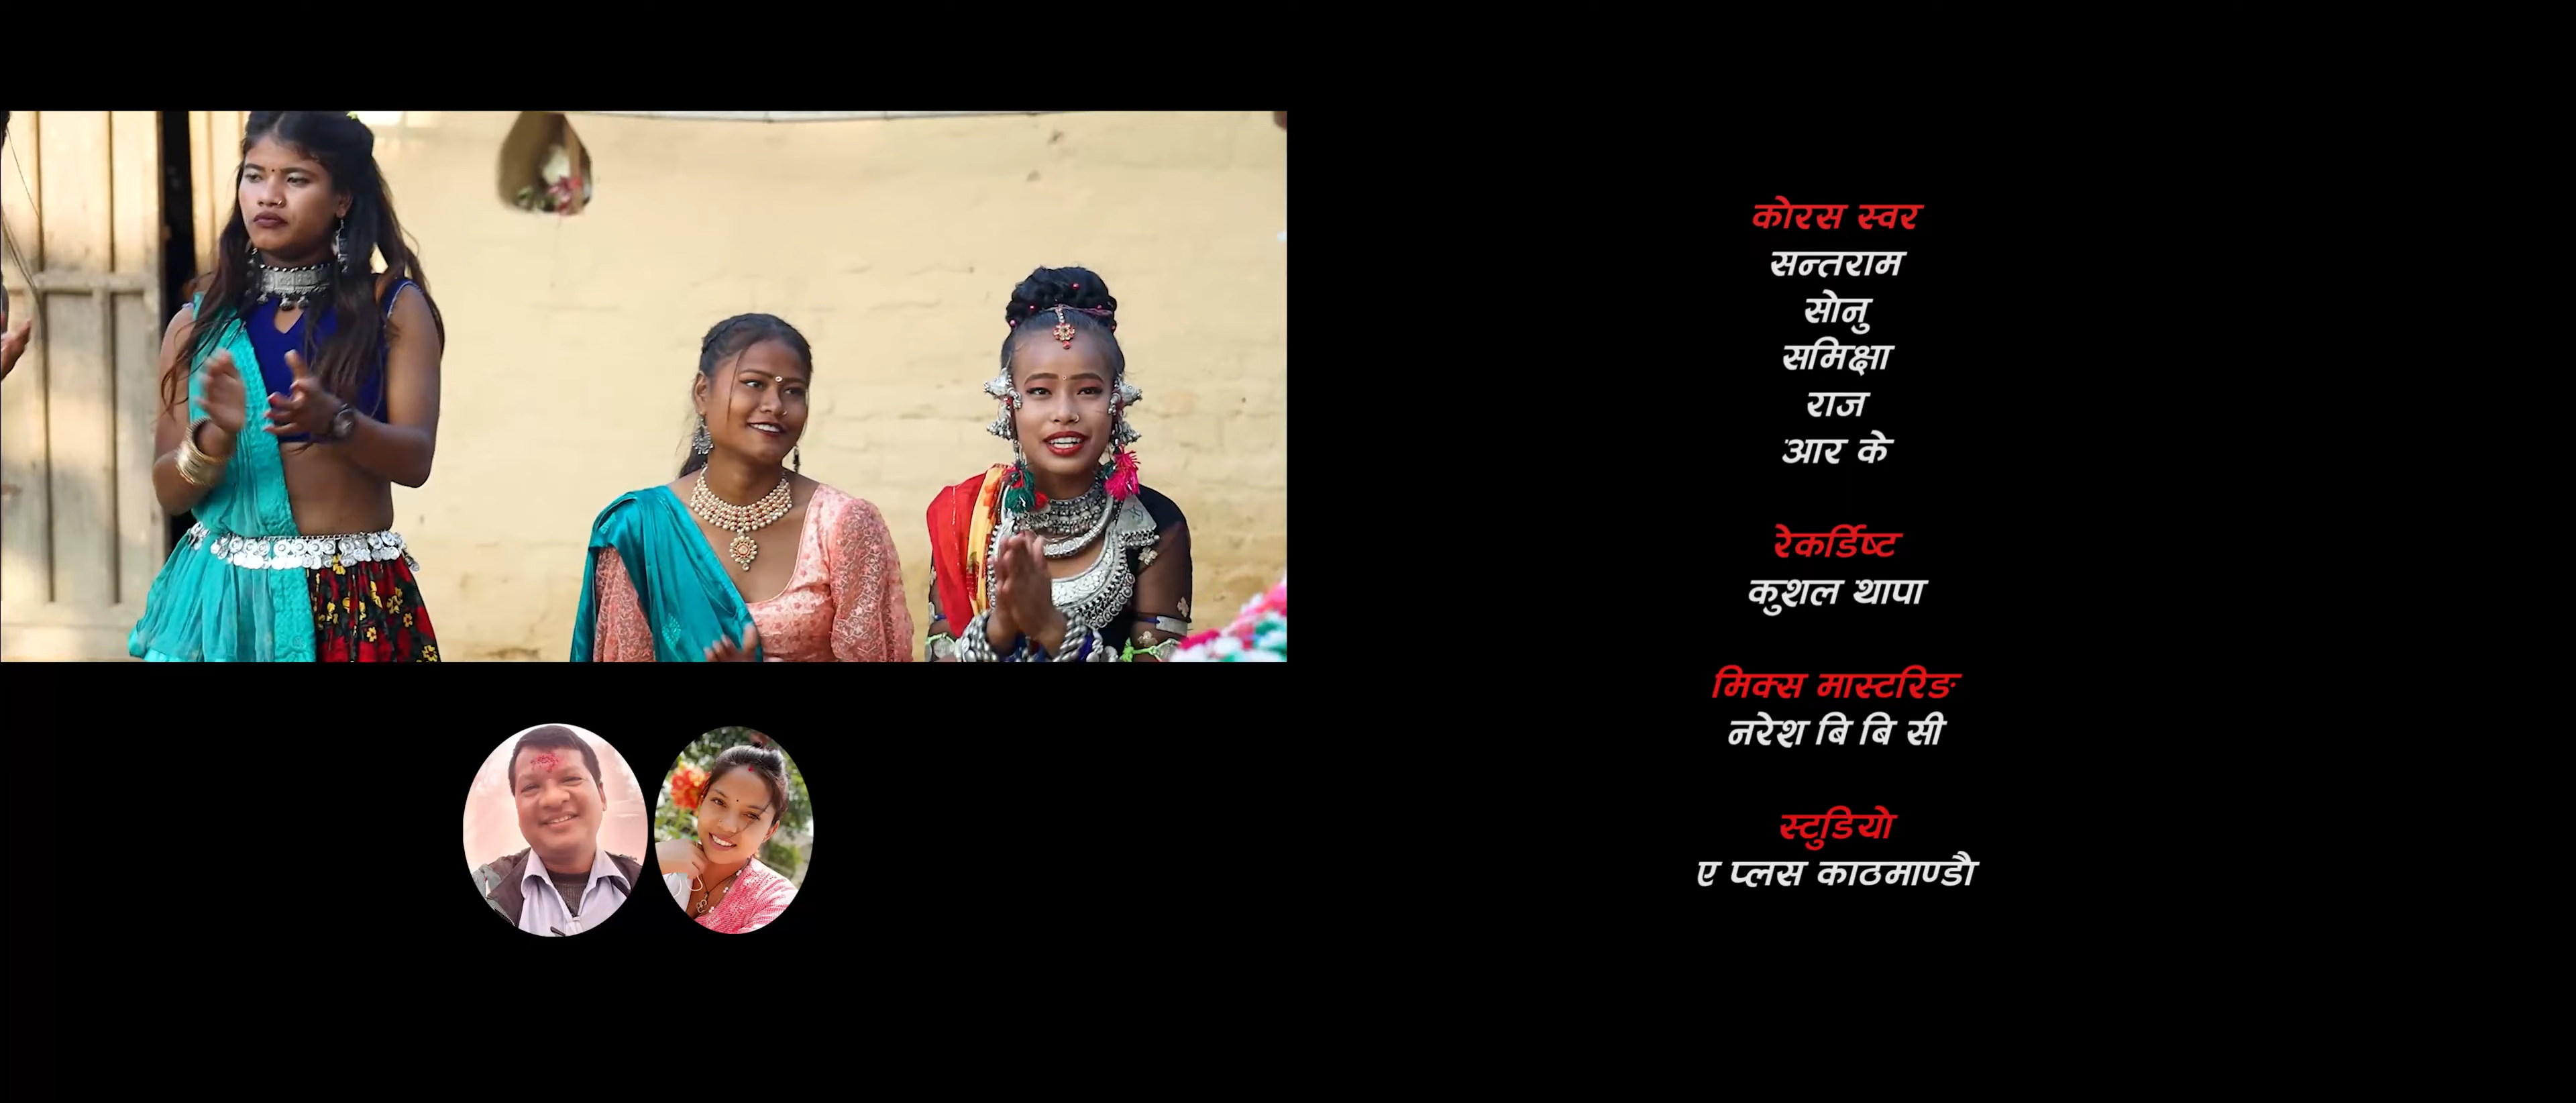 कोरस स्वर
सन्तराम
सोनु
समिक्षा
राज
आर के
रेकर्डिष्ट
कुशल थापा
मिक्स मास्टरिङ
नरेश बि बि सी
स्टुडियो
ए प्लस काठमाण्डौ